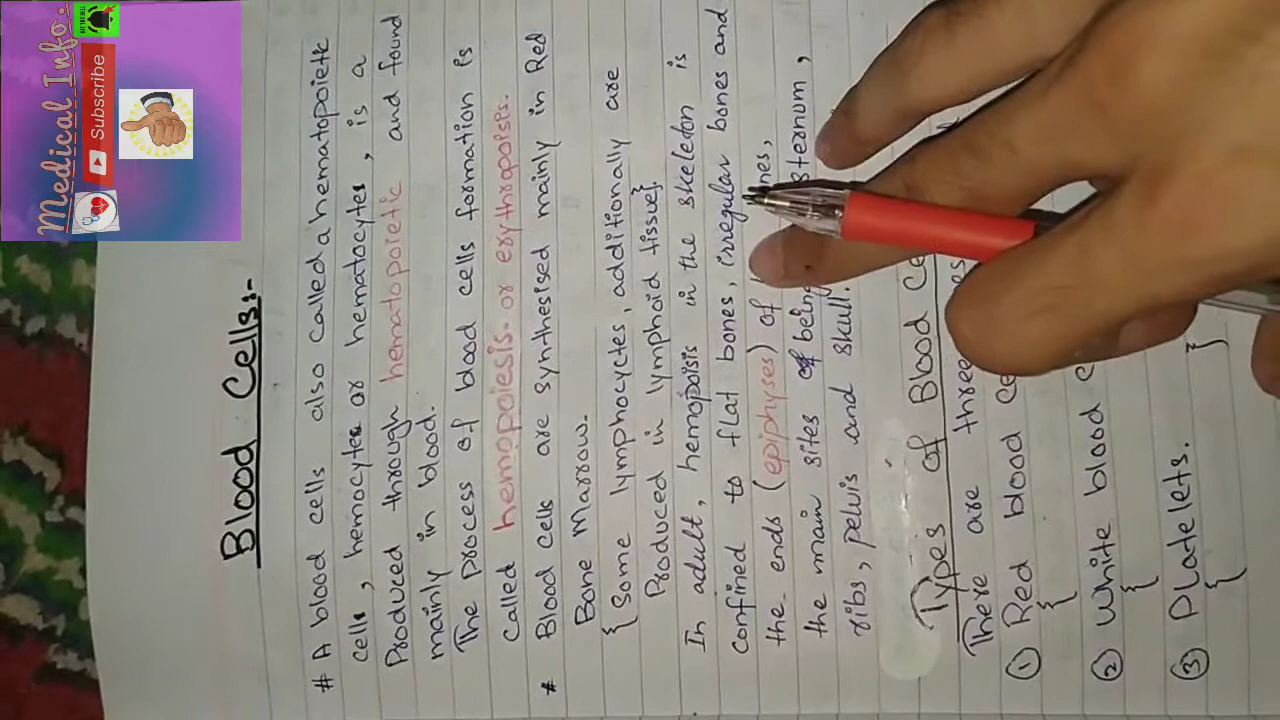 Medical Info.
Subscribe
Blood Cells:-
# A blood cells also called a hematopoietc
cell, hemocytes or hematocytes, is a
Produced through hematopoietic and found
mainly in blood.
The process of blood cells formation is
called hemopoiesis or erythropoisis.
* Blood cells are synthesised mainly in Red
Bone Marrow.
{ Some lymphocytes, additionally are
Produced in lymphoid tissue}.
In adult, hemopoisis in the skeleton is
confined to flat bones, irregular bones and
the ends (epiphyses) of
the main sites of being sternum,
ribs, pelvis and skull.
Types of Blood Ce
There are three
① Red blood ce
{
② White blood c
{
③ Platelets.
{ }